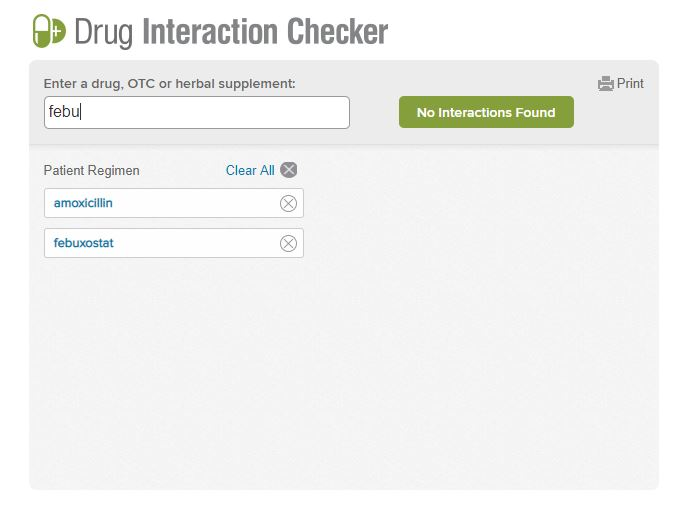 Drug Interaction Checker
Enter a drug, OTC or herbal supplement:
Print
febu
No Interactions Found
Patient Regimen
Clear All
amoxicillin
febuxostat